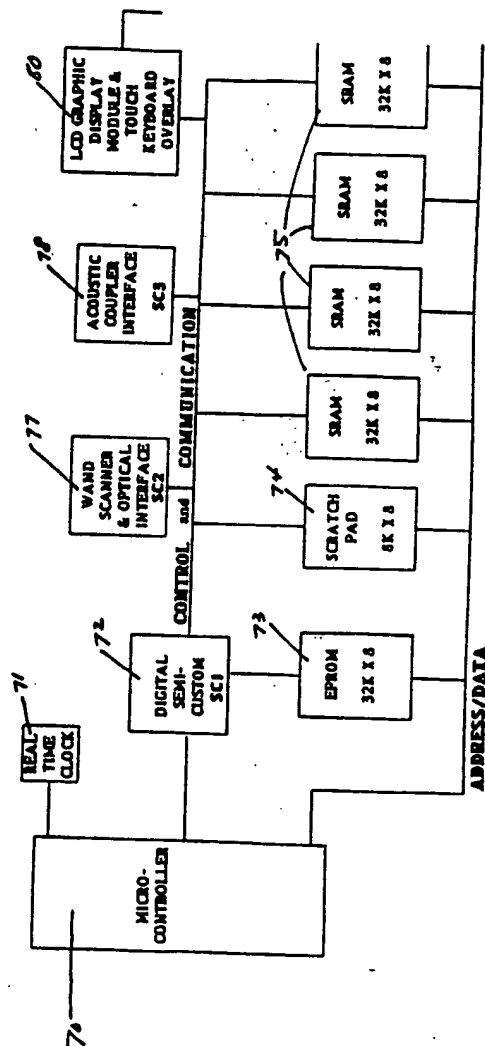 70
MICRO-
CONTROLLER
71
REAL-
TIME
CLOCK
72
DIGITAL
SEMI-
CUSTOM
SC1
73
EPROM
32K X 8
77
WAND
SCANNER
& OPTICAL
INTERFACE
SC2
CONTROL and COMMUNICATION
74
SCRATCH
PAD
8K X 8
78
ACOUSTIC
COUPLER
INTERFACE
SC3
60
LCD GRAPHIC
DISPLAY
MODULE &
TOUCH
KEYBOARD
OVERLAY
75
SRAM
32K X 8
SRAM
32K X 8
SRAM
32K X 8
SRAM
32K X 8
ADDRESS/DATA